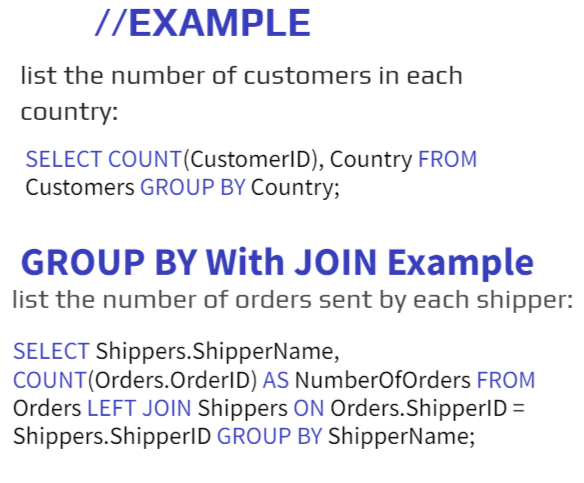 //EXAMPLE
list the number of customers in each
country:
SELECT COUNT(CustomerID), Country FROM
Customers GROUP BY Country;
GROUP BY With JOIN Example
list the number of orders sent by each shipper:
SELECT Shippers.ShipperName,
COUNT(Orders.OrderID) AS NumberOfOrders FROM
Orders LEFT JOIN Shippers ON Orders.ShipperID =
Shippers.ShipperID GROUP BY ShipperName;